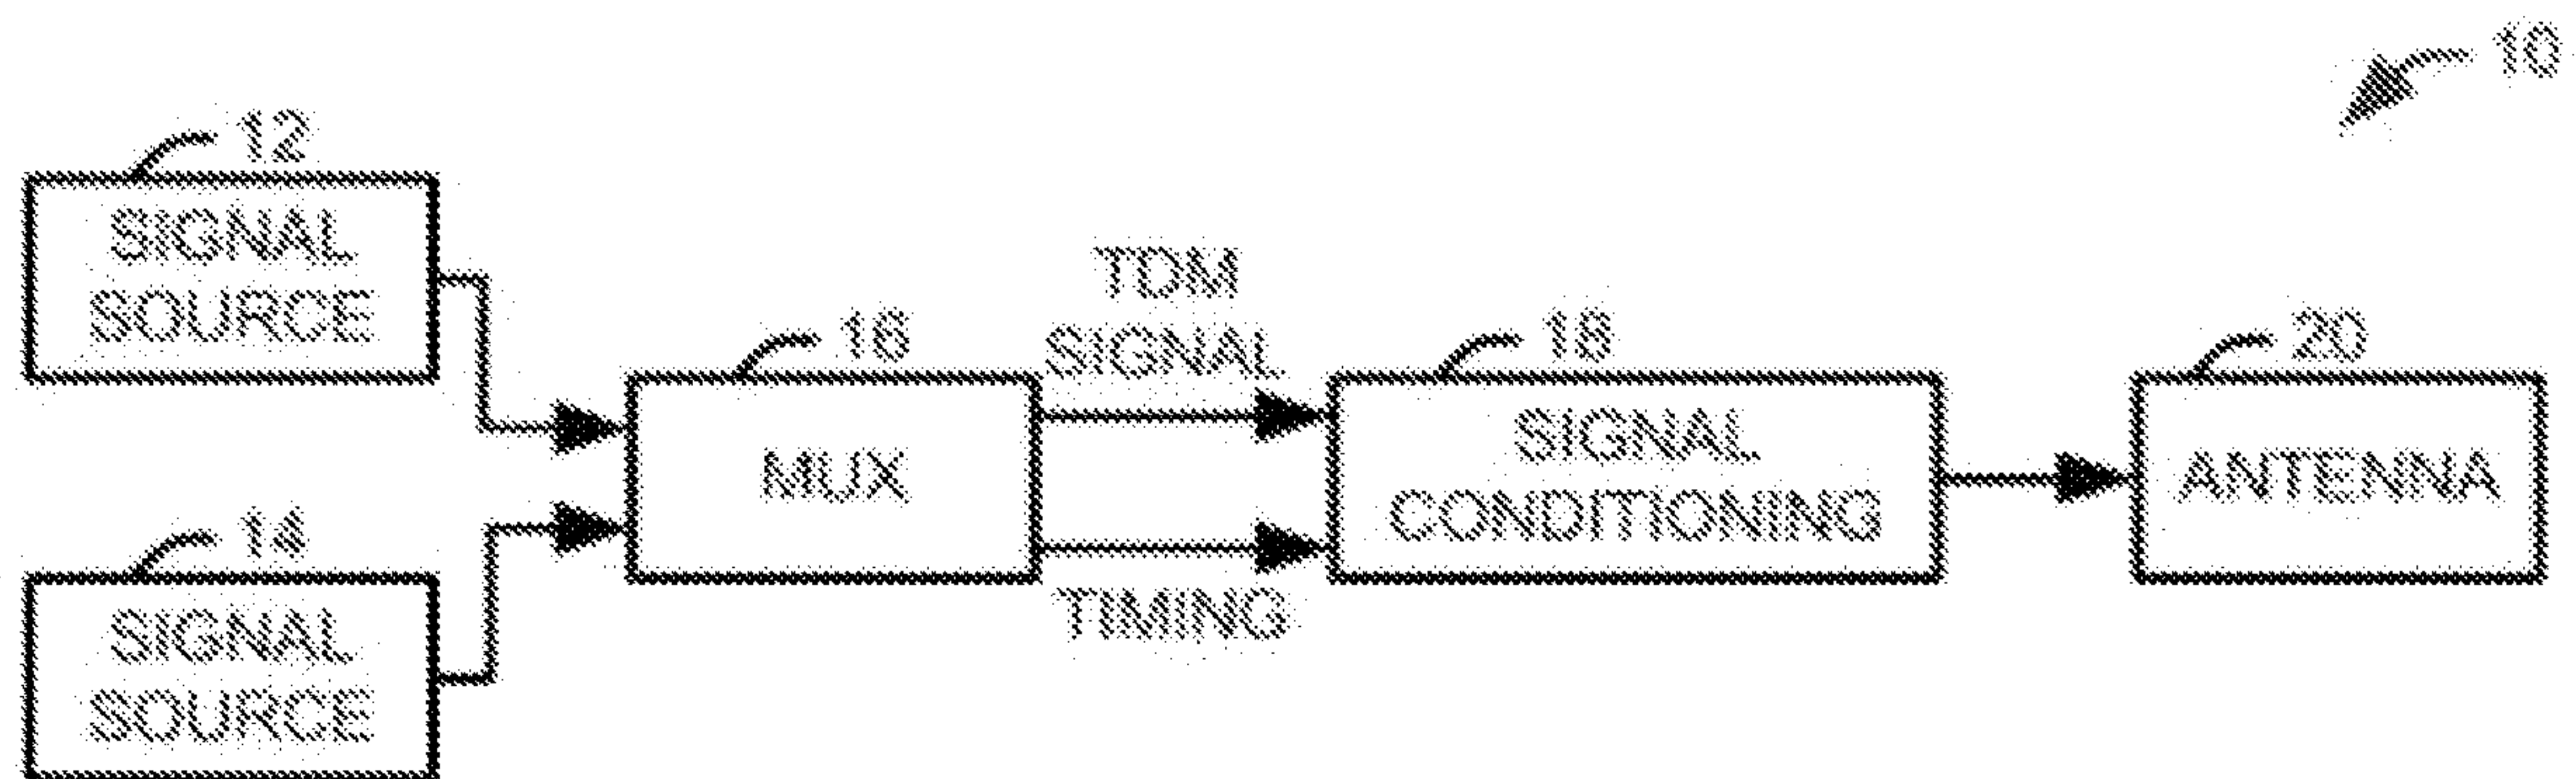 10
12
SIGNAL
SOURCE
14
SIGNAL
SOURCE
16
MUX
TDM
SIGNAL
TIMING
18
SIGNAL
CONDITIONING
20
ANTENNA